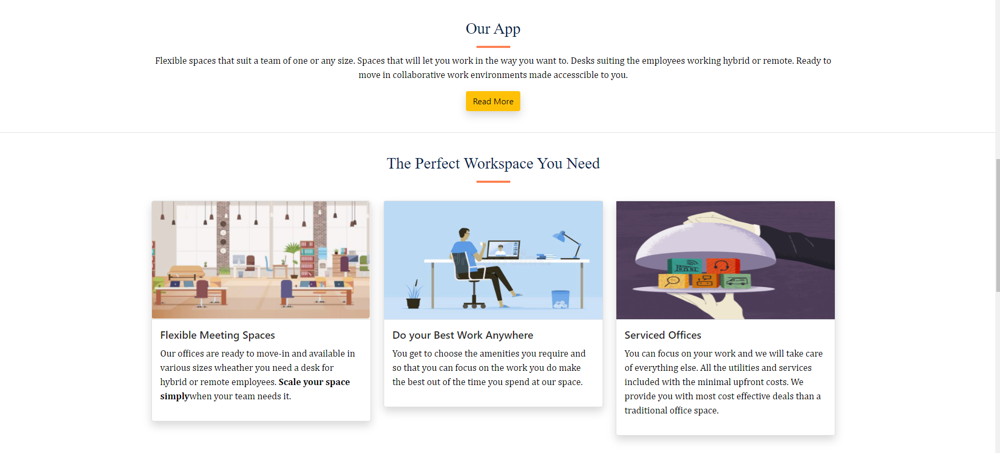 Our App
Flexible spaces that suit a team of one or any size. Spaces that will let you work in the way you want to. Desks suiting the employees working hybrid or remote. Ready to
move in collaborative work environments made accesscible to you.
Read More
The Perfect Workspace You Need
Flexible Meeting Spaces
Our offices are ready to move-in and available in
various sizes wheather you need a desk for
hybrid or remote employees. Scale your space
simplywhen your team needs it.
Do your Best Work Anywhere
You get to choose the amenities you require and
so that you can focus on the work you do make
the best out of the time you spend at our space.
Serviced Offices
You can focus on your work and we will take care
of everything else. All the utilities and services
included with the minimal upfront costs. We
provide you with most cost effective deals than a
traditional office space.